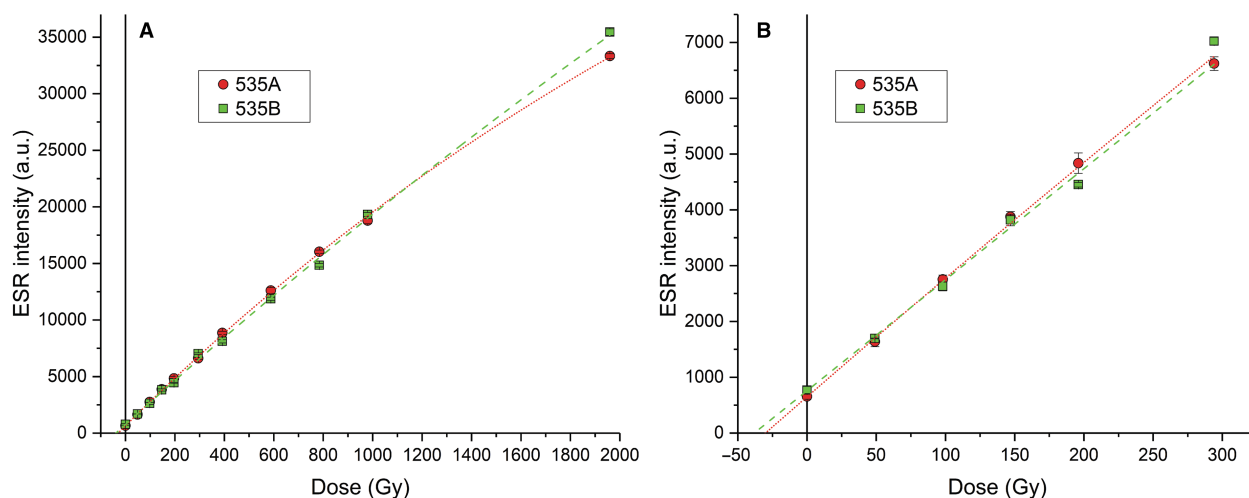 A
535A
535B
ESR intensity (a.u.)
35000
30000
25000
20000
15000
10000
5000
0
0 200 400 600 800 1000 1200 1400 1600 1800 2000
Dose (Gy)
B
535A
535B
ESR intensity (a.u.)
7000
6000
5000
4000
3000
2000
1000
0
−50 0 50 100 150 200 250 300
Dose (Gy)